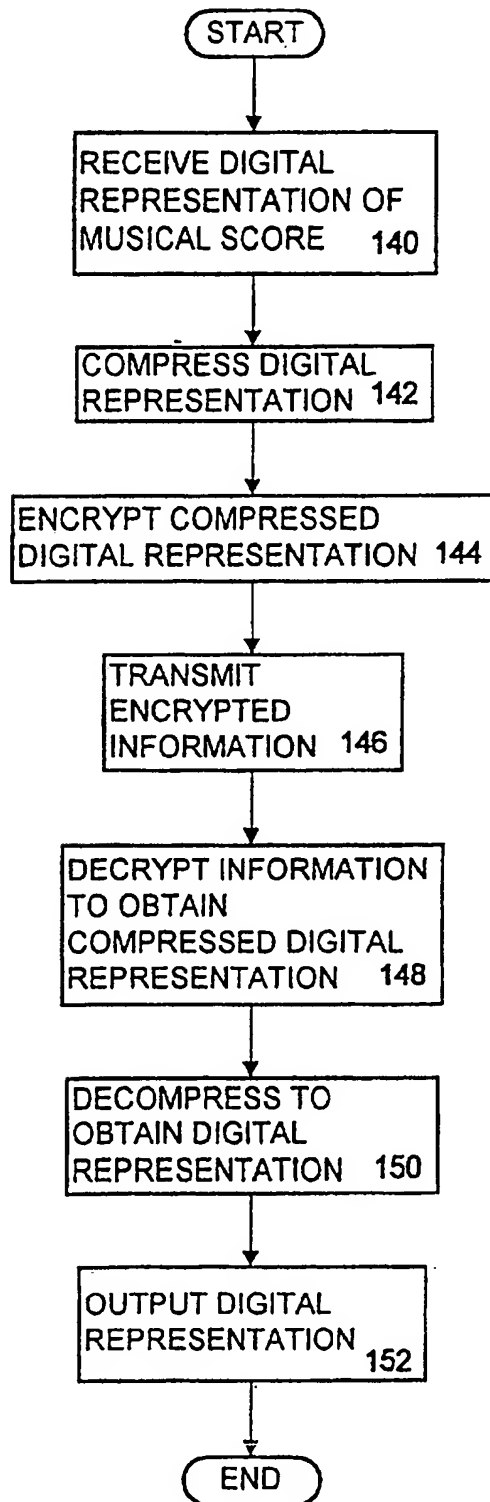 START
RECEIVE DIGITAL
REPRESENTATION OF
MUSICAL SCORE 140
COMPRESS DIGITAL
REPRESENTATION 142
ENCRYPT COMPRESSED
DIGITAL REPRESENTATION 144
TRANSMIT
ENCRYPTED
INFORMATION 146
DECRYPT INFORMATION
TO OBTAIN
COMPRESSED DIGITAL
REPRESENTATION 148
DECOMPRESS TO
OBTAIN DIGITAL
REPRESENTATION 150
OUTPUT DIGITAL
REPRESENTATION
152
END